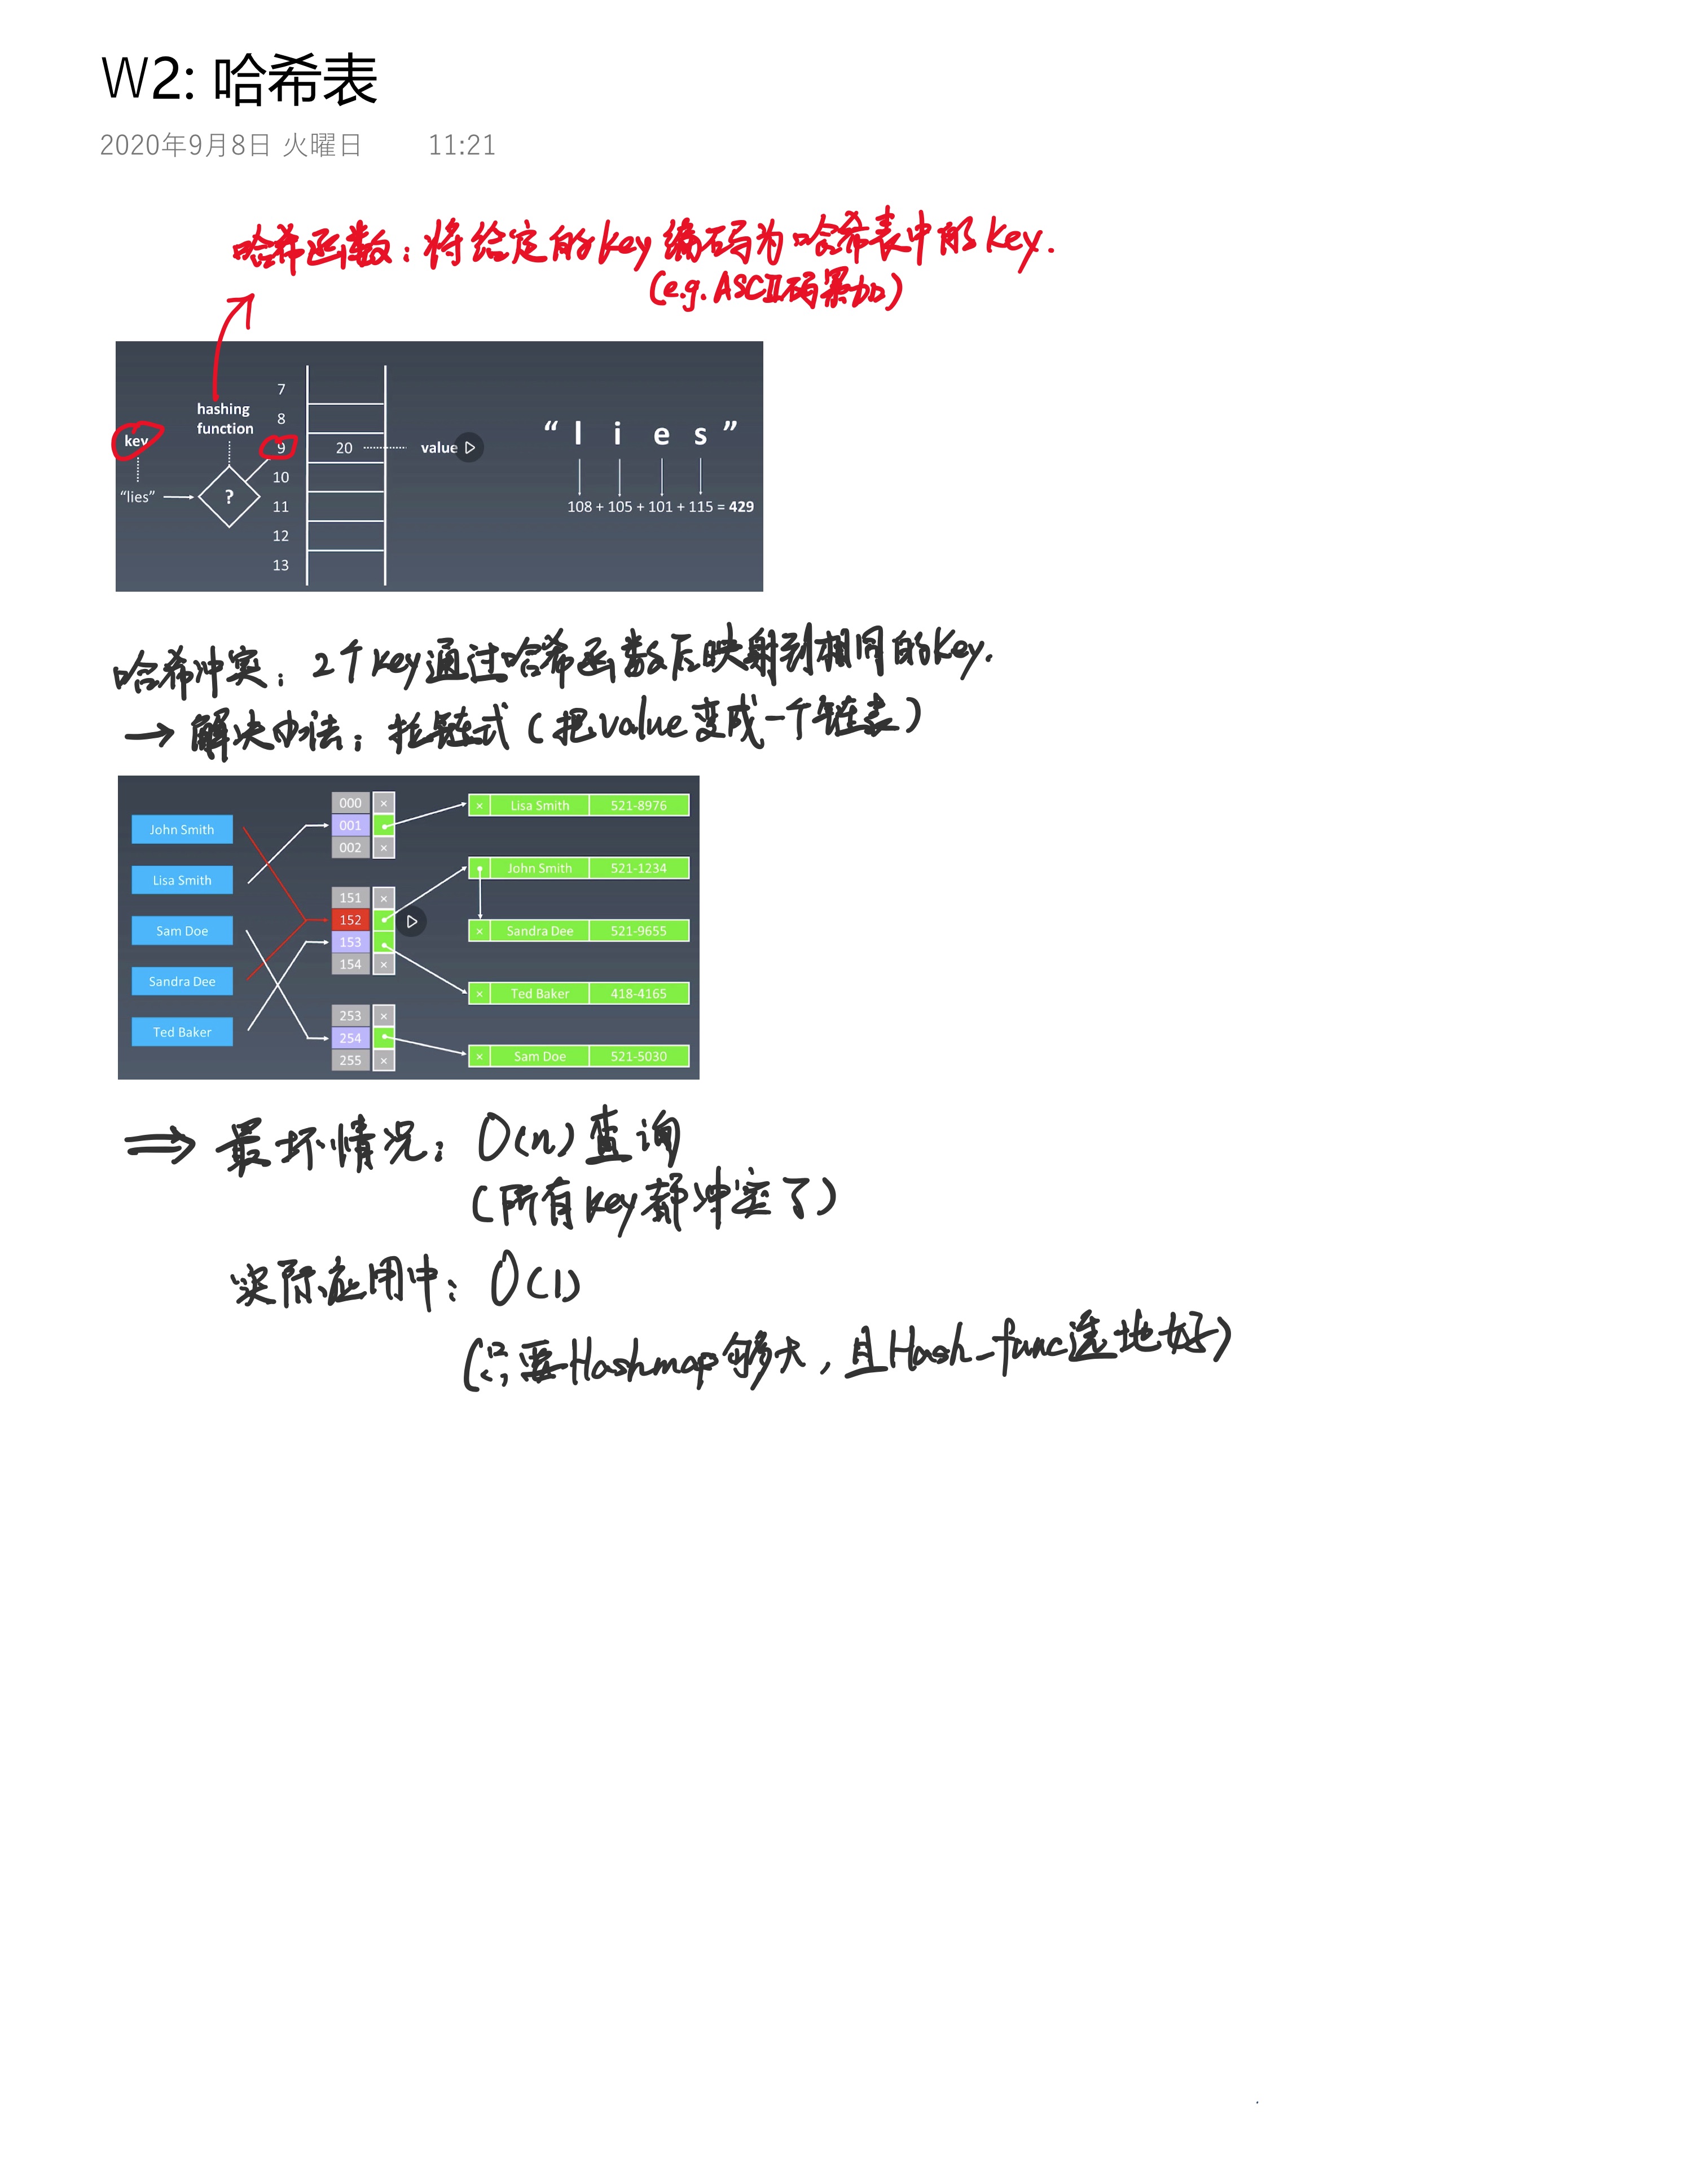 W2: 哈希表
2020年9月8日 火曜日 11:21
哈希函数：将给定的key编码为哈希表中的key.
(e.g. ASCII码累加)
7
hashing
function
8
key
9
20
value
“lies”
?
10
11
12
13
“ l i e s ”
108 + 105 + 101 + 115 = 429
哈希冲突：2个key通过哈希函数后映射到相同的key.
→ 解决办法：拉链式（把value变成一个链表）
John Smith
Lisa Smith
Sam Doe
Sandra Dee
Ted Baker
000 ×
001
002 ×
151 ×
152
153
154 ×
253 ×
254
255 ×
× Lisa Smith 521-8976
John Smith 521-1234
× Sandra Dee 521-9655
× Ted Baker 418-4165
× Sam Doe 521-5030
⇒ 最坏情况：O(n)查询
（所有key都冲突了）
实际应用中：O(1)
（只要Hashmap够大，且Hash_func选地好）